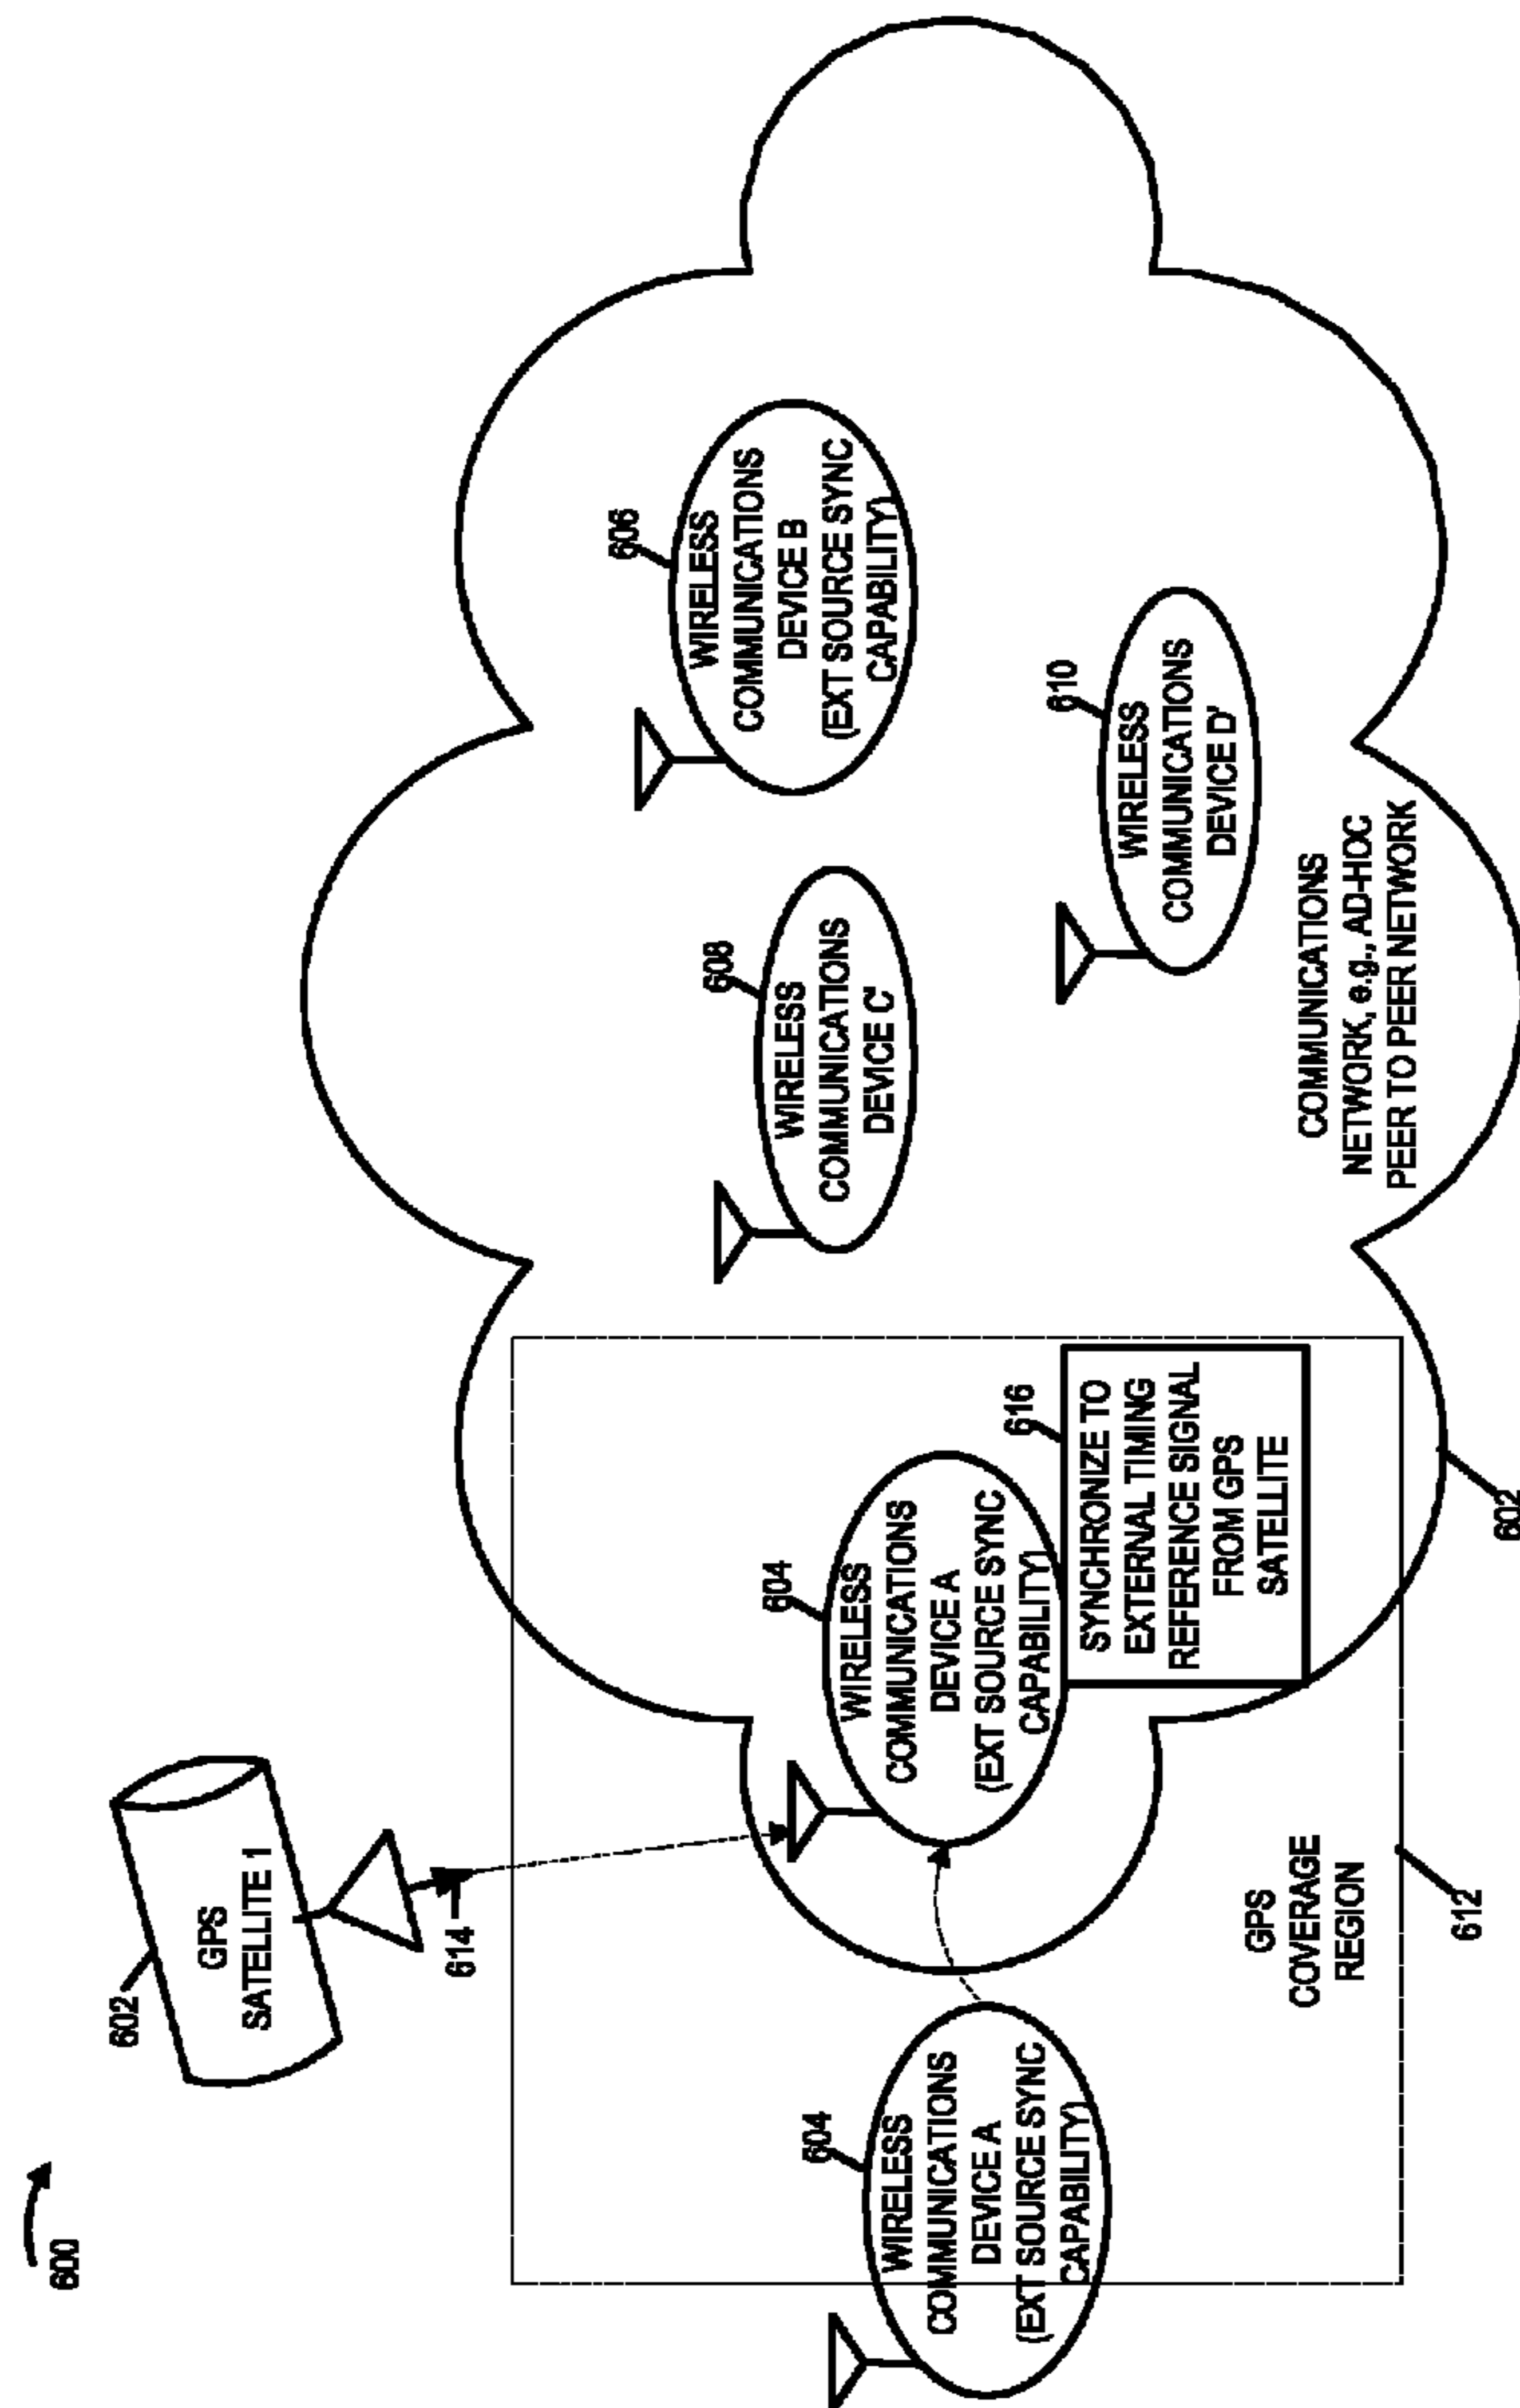 600
602
GPS
SATELLITE 1
614
604
WIRELESS
COMMUNICATIONS
DEVICE A
(EXT SOURCE SYNC
CAPABILITY)
604
WIRELESS
COMMUNICATIONS
DEVICE A
(EXT SOURCE SYNC
CAPABILITY)
616
SYNCHRONIZE TO
EXTERNAL TIMING
REFERENCE SIGNAL
FROM GPS
SATELLITE
GPS
COVERAGE
REGION
612
608
WIRELESS
COMMUNICATIONS
DEVICE C'
606
WIRELESS
COMMUNICATIONS
DEVICE B
(EXT SOURCE SYNC
CAPABILITY)
610
WIRELESS
COMMUNICATIONS
DEVICE D'
COMMUNICATIONS
NETWORK, e.g., AD-HOC
PEER TO PEER NETWORK
602